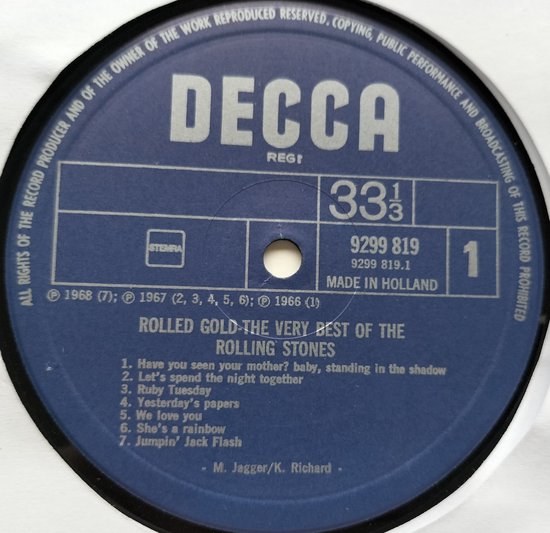 ALL RIGHTS OF THE RECORD PRODUCER AND OF THE OWNER OF THE WORK REPRODUCED RESERVED. COPYING, PUBLIC PERFORMANCE AND BROADCASTING OF THIS RECORD PROHIBITED
DECCA
REG!
33 1/3
STEMRA
9299 819
9299 819.1
1
MADE IN HOLLAND
℗ 1968 (7); ℗ 1967 (2, 3, 4, 5, 6); ℗ 1966 (1)
ROLLED GOLD-THE VERY BEST OF THE
ROLLING STONES
1. Have you seen your mother? baby, standing in the shadow
2. Let's spend the night together
3. Ruby Tuesday
4. Yesterday's papers
5. We love you
6. She's a rainbow
7. Jumpin' Jack Flash
- M. Jagger/K. Richard -